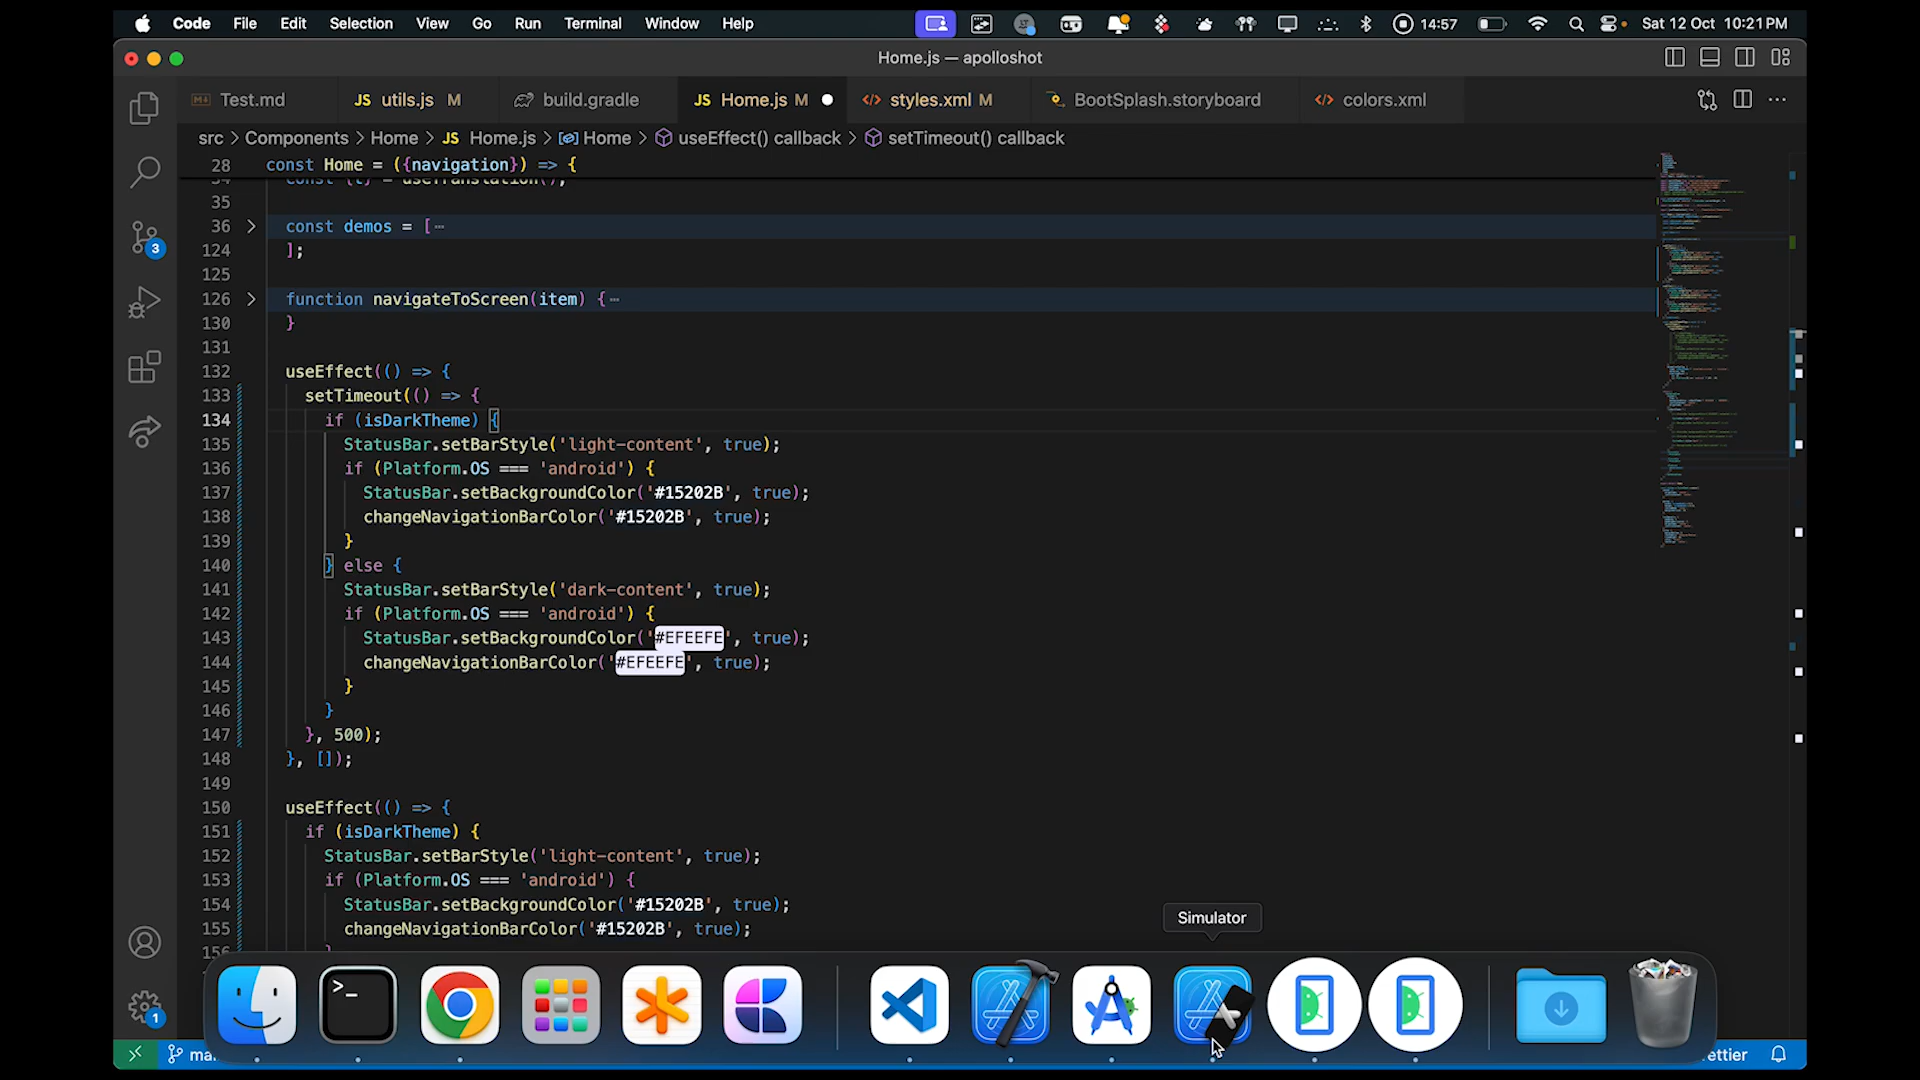 Code File Edit Selection View Go Run Terminal Window Help 14:57 Sat 12 Oct 10:21 PM
Home.js — apolloshot
Test.md JS utils.js M build.gradle JS Home.js M styles.xml M BootSplash.storyboard colors.xml
src > Components > Home > JS Home.js > Home > useEffect() callback > setTimeout() callback
28 const Home = ({navigation}) => {
const {t} = useTranslation();
35
36 const demos = [
124 ];
125
126 function navigateToScreen(item) {
130 }
131
132 useEffect(() => {
133 setTimeout(() => {
134 if (isDarkTheme) {
135 StatusBar.setBarStyle('light-content', true);
136 if (Platform.OS === 'android') {
137 StatusBar.setBackgroundColor('#15202B', true);
138 changeNavigationBarColor('#15202B', true);
139 }
140 } else {
141 StatusBar.setBarStyle('dark-content', true);
142 if (Platform.OS === 'android') {
143 StatusBar.setBackgroundColor('#EFEEFE', true);
144 changeNavigationBarColor('#EFEEFE', true);
145 }
146 }
147 }, 500);
148 }, []);
149
150 useEffect(() => {
151 if (isDarkTheme) {
152 StatusBar.setBarStyle('light-content', true);
153 if (Platform.OS === 'android') {
154 StatusBar.setBackgroundColor('#15202B', true);
155 changeNavigationBarColor('#15202B', true);
156 }
3
Simulator
>_
1